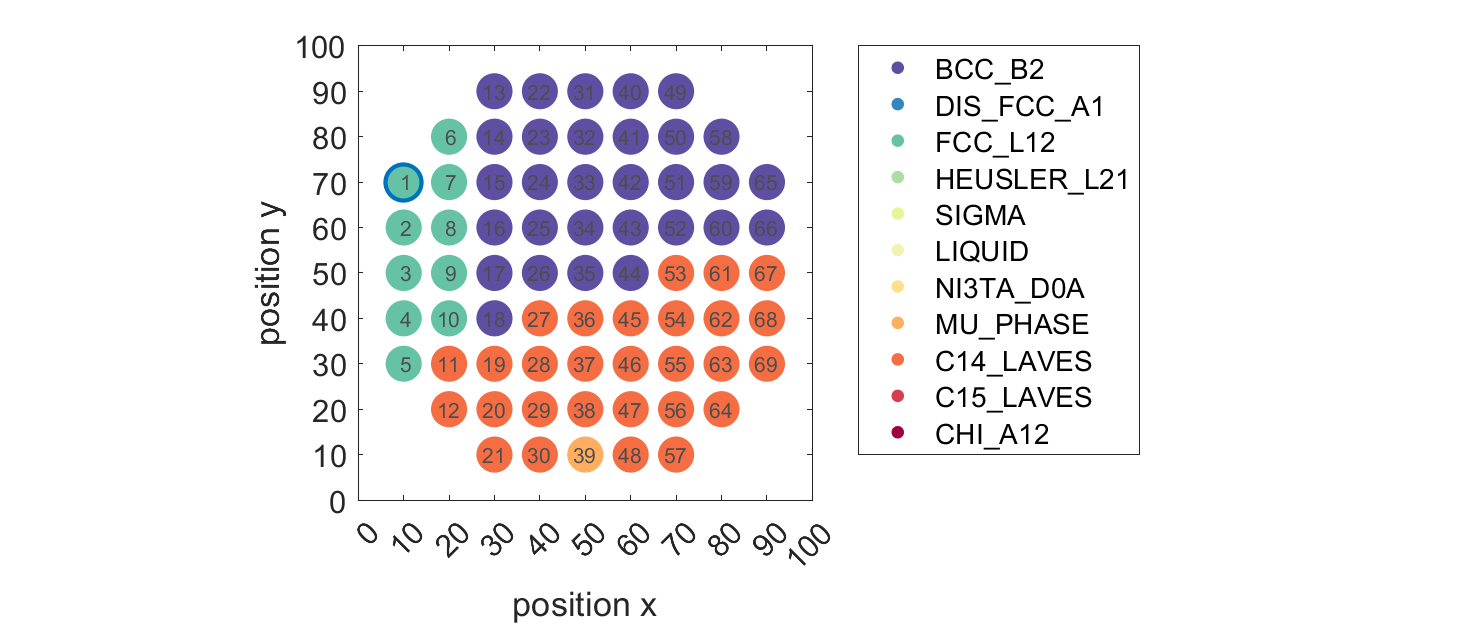 100
90
80
70
60
50
40
30
20
10
0
position y
13 22 31 40 49
6 14 23 32 41 50 58
1 7 15 24 33 42 51 59 65
2 8 16 25 34 43 52 60 66
3 9 17 26 35 44 53 61 67
4 10 18 27 36 45 54 62 68
5 11 19 28 37 46 55 63 69
12 20 29 38 47 56 64
21 30 39 48 57
0 10 20 30 40 50 60 70 80 90 100
position x
BCC_B2
DIS_FCC_A1
FCC_L12
HEUSLER_L21
SIGMA
LIQUID
NI3TA_D0A
MU_PHASE
C14_LAVES
C15_LAVES
CHI_A12